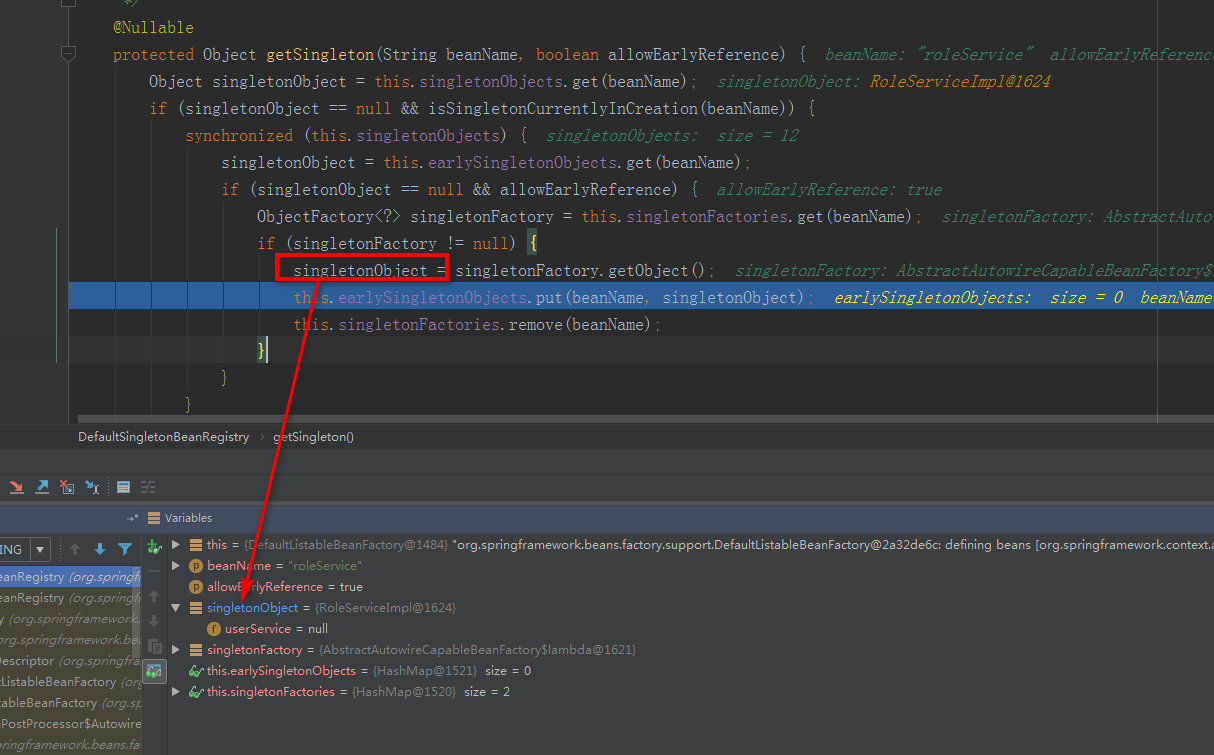 */
@Nullable
protected Object getSingleton(String beanName, boolean allowEarlyReference) {  beanName: "roleService"  allowEarlyReference
Object singletonObject = this.singletonObjects.get(beanName);  singletonObject: RoleServiceImpl@1624
if (singletonObject == null && isSingletonCurrentlyInCreation(beanName)) {
synchronized (this.singletonObjects) {  singletonObjects:  size = 12
singletonObject = this.earlySingletonObjects.get(beanName);
if (singletonObject == null && allowEarlyReference) {  allowEarlyReference: true
ObjectFactory<?> singletonFactory = this.singletonFactories.get(beanName);  singletonFactory: AbstractAuto
if (singletonFactory != null) {
singletonObject = singletonFactory.getObject();  singletonFactory: AbstractAutowireCapableBeanFactory$
this.earlySingletonObjects.put(beanName, singletonObject);  earlySingletonObjects:  size = 0  beanName
this.singletonFactories.remove(beanName);
}
}
}
DefaultSingletonBeanRegistry › getSingleton()
Variables
ING
this = {DefaultListableBeanFactory@1484} "org.springframework.beans.factory.support.DefaultListableBeanFactory@2a32de6c: defining beans [org.springframework.context.a
eanRegistry (org.springf
beanName = "roleService"
eanRegistry (org.springf
allowEarlyReference = true
y (org.springframework.b
singletonObject = {RoleServiceImpl@1624}
org.springframework.be
userService = null
Descriptor (org.springfra
singletonFactory = {AbstractAutowireCapableBeanFactory$lambda@1621}
tListableBeanFactory (org
this.earlySingletonObjects = {HashMap@1521}  size = 0
tableBeanFactory (org.sp
this.singletonFactories = {HashMap@1520}  size = 2
PostProcessor$Autowire
springframework.beans.fa